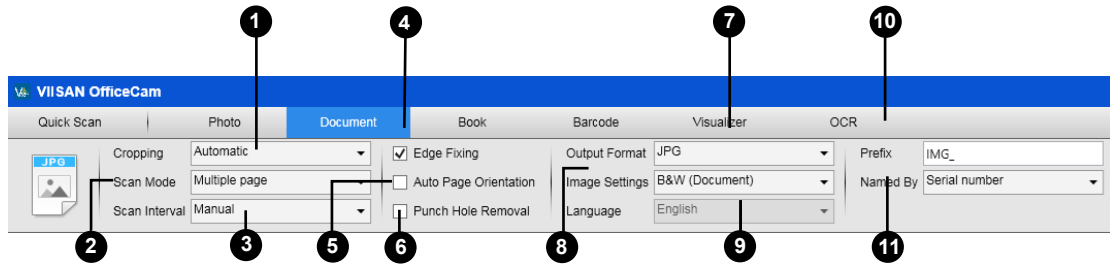 1 4 7 10
VIISAN OfficeCam
Quick Scan Photo Document Book Barcode Visualizer OCR
JPG Cropping Automatic Edge Fixing Output Format JPG Prefix IMG_
Scan Mode Multiple page Auto Page Orientation Image Settings B&W (Document) Named By Serial number
Scan Interval Manual Punch Hole Removal Language English
2 3 5 6 8 9 11